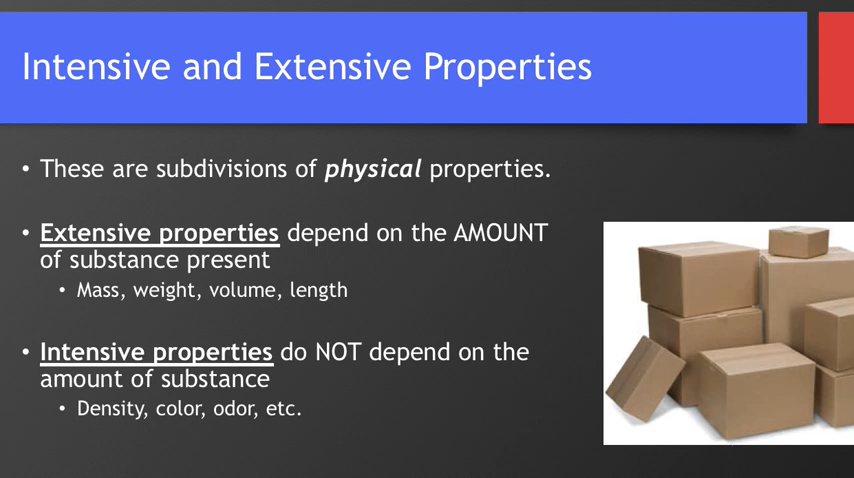 Intensive and Extensive Properties
• These are subdivisions of physical properties.
• Extensive properties depend on the AMOUNT
of substance present
• Mass, weight, volume, length
• Intensive properties do NOT depend on the
amount of substance
• Density, color, odor, etc.